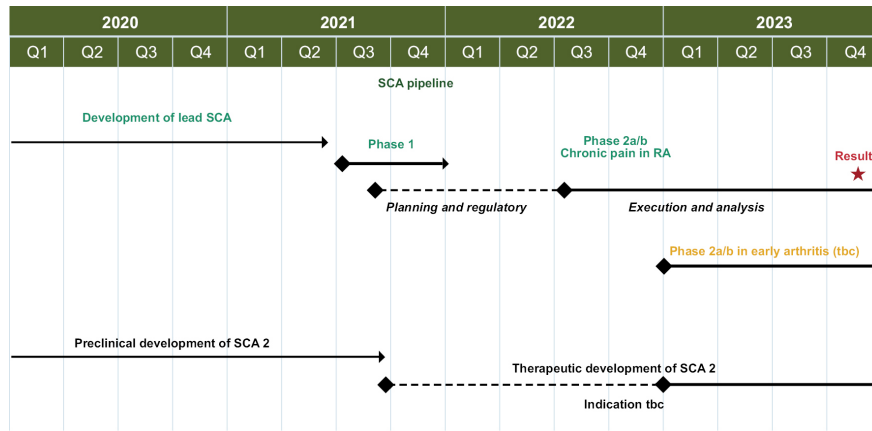 2020 2021 2022 2023
Q1 Q2 Q3 Q4 Q1 Q2 Q3 Q4 Q1 Q2 Q3 Q4 Q1 Q2 Q3 Q4
SCA pipeline
Development of lead SCA
Phase 1
Phase 2a/b
Chronic pain in RA
Result
Planning and regulatory
Execution and analysis
Phase 2a/b in early arthritis (tbc)
Preclinical development of SCA 2
Therapeutic development of SCA 2
Indication tbc